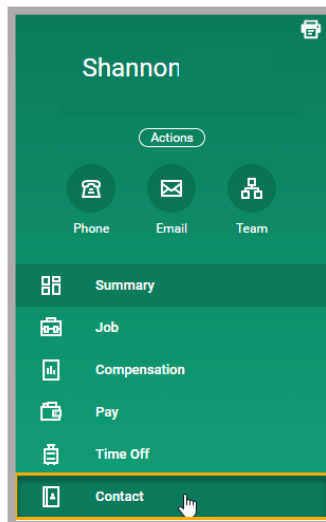 Shannon
Actions
Phone Email Team
Summary
Job
Compensation
Pay
Time Off
Contact